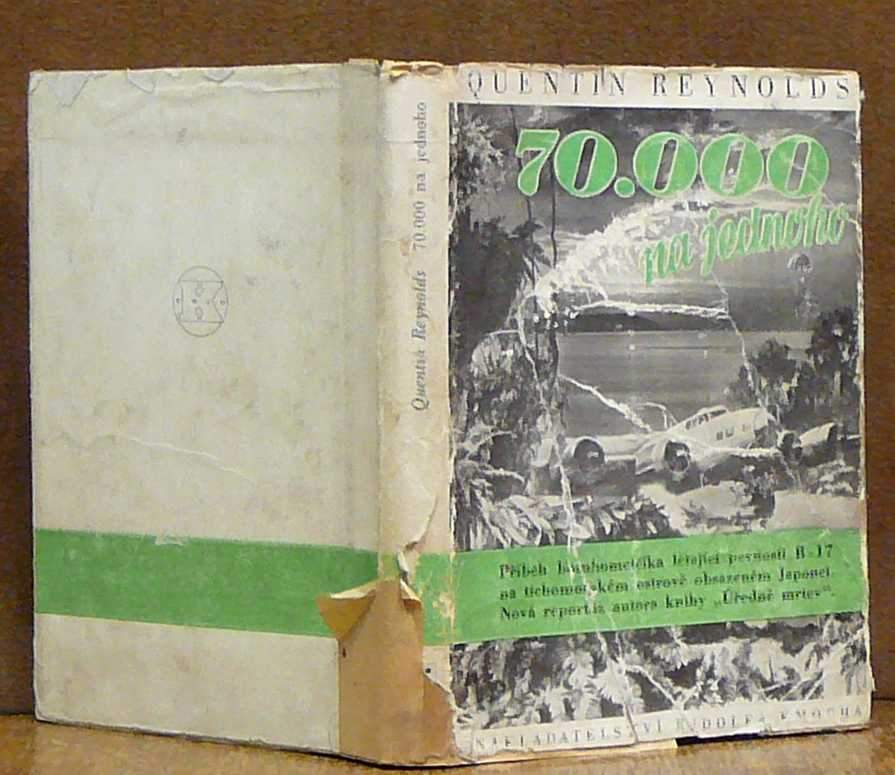 QUENTIN REYNOLDS
70.000
na jednoho
Příběh bombometčíka létající pevnosti B-17
na tichomořském ostrově obsazeném Japonci.
Nová reportáž autora knihy „Úředně mrtev“.
NAKLADATELSTVÍ RUDOLFA KMOCHA
Quentin Reynolds 70.000 na jednoho